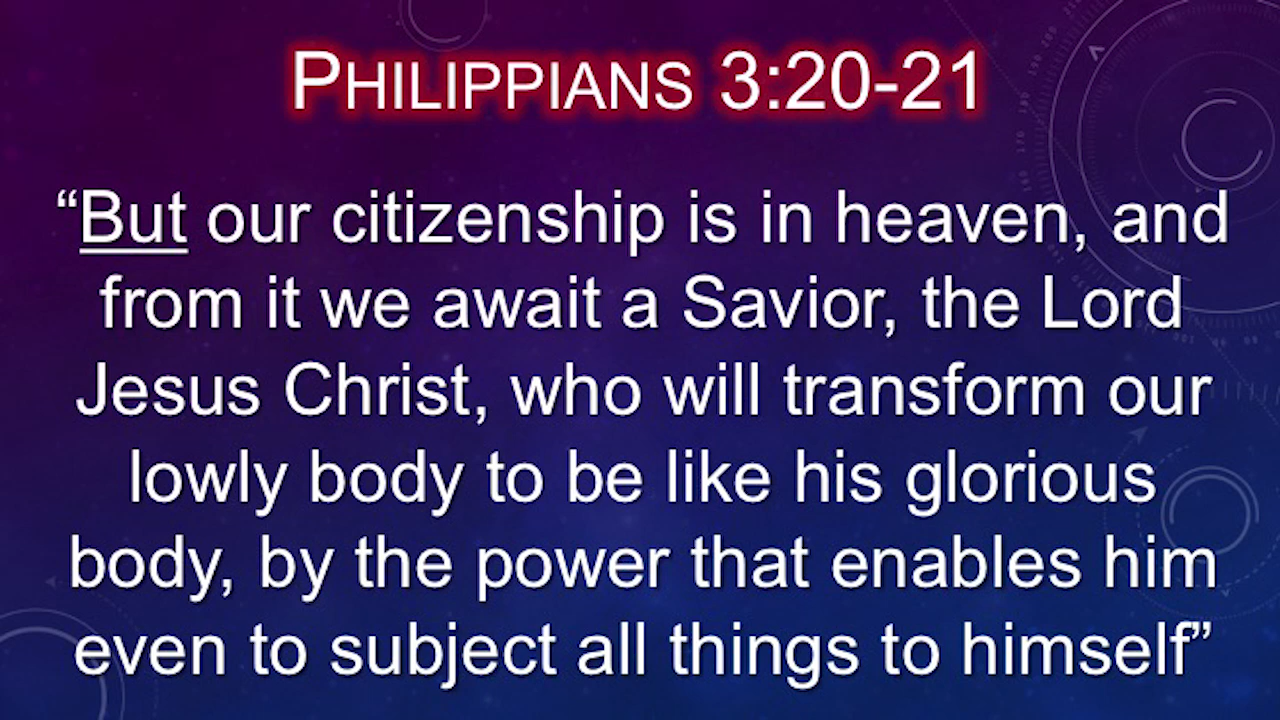 PHILIPPIANS 3:20-21
“But our citizenship is in heaven, and
from it we await a Savior, the Lord
Jesus Christ, who will transform our
lowly body to be like his glorious
body, by the power that enables him
even to subject all things to himself”